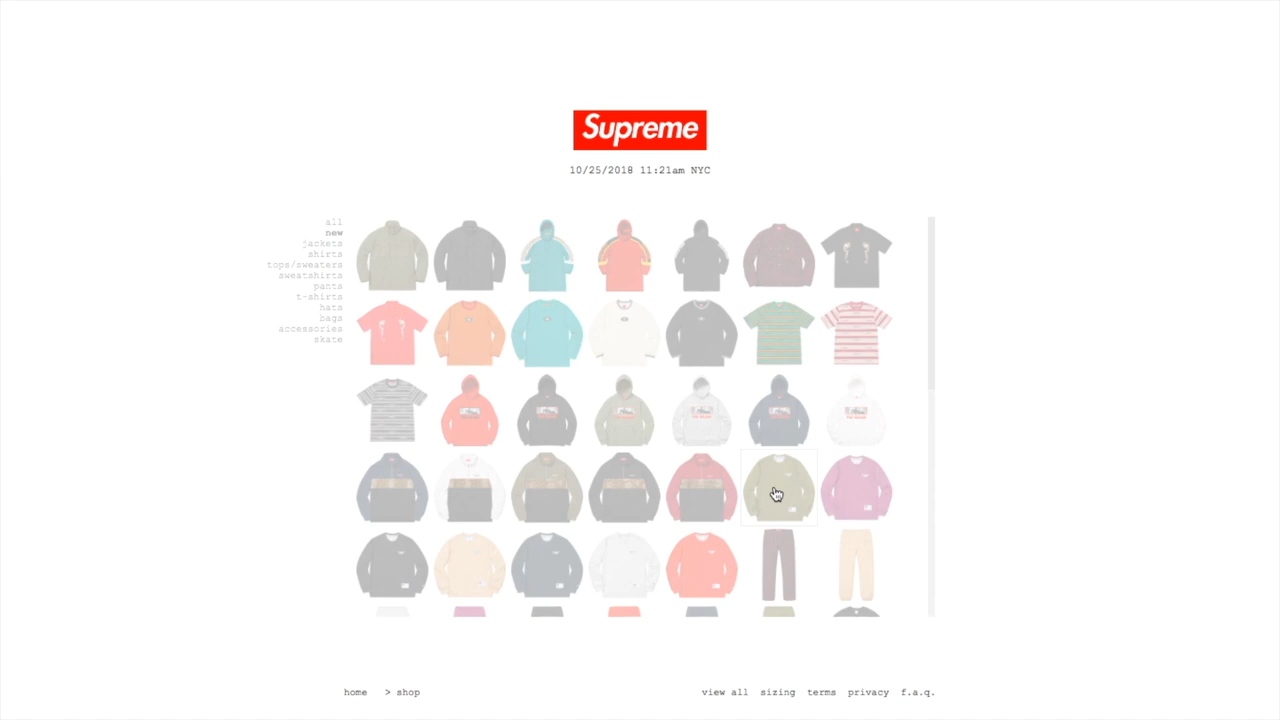 Supreme
10/25/2018 11:21am NYC
all
new
jackets
shirts
tops/sweaters
sweatshirts
pants
t-shirts
hats
bags
accessories
skate
home > shop
view all sizing terms privacy f.a.q.